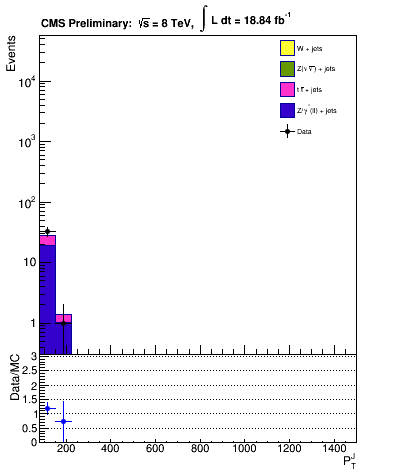 CMS Preliminary: √s = 8 TeV, ∫ L dt = 18.84 fb⁻¹
Events
W + jets
Z(ν ν̅) + jets
t t̅ + jets
Z/γ*(ll) + jets
Data
10⁴
10³
10²
10
1
Data/MC
3
2.5
2
1.5
1
0.5
0
200 400 600 800 1000 1200 1400
P_T^J